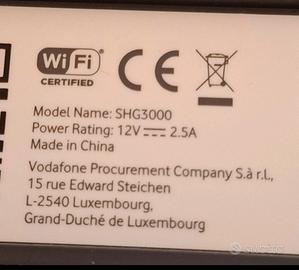 WiFi
CERTIFIED
CE
Model Name: SHG3000
Power Rating: 12V⎓2.5A
Made in China
Vodafone Procurement Company S.à r.l.,
15 rue Edward Steichen
L-2540 Luxembourg,
Grand-Duché de Luxembourg
subito